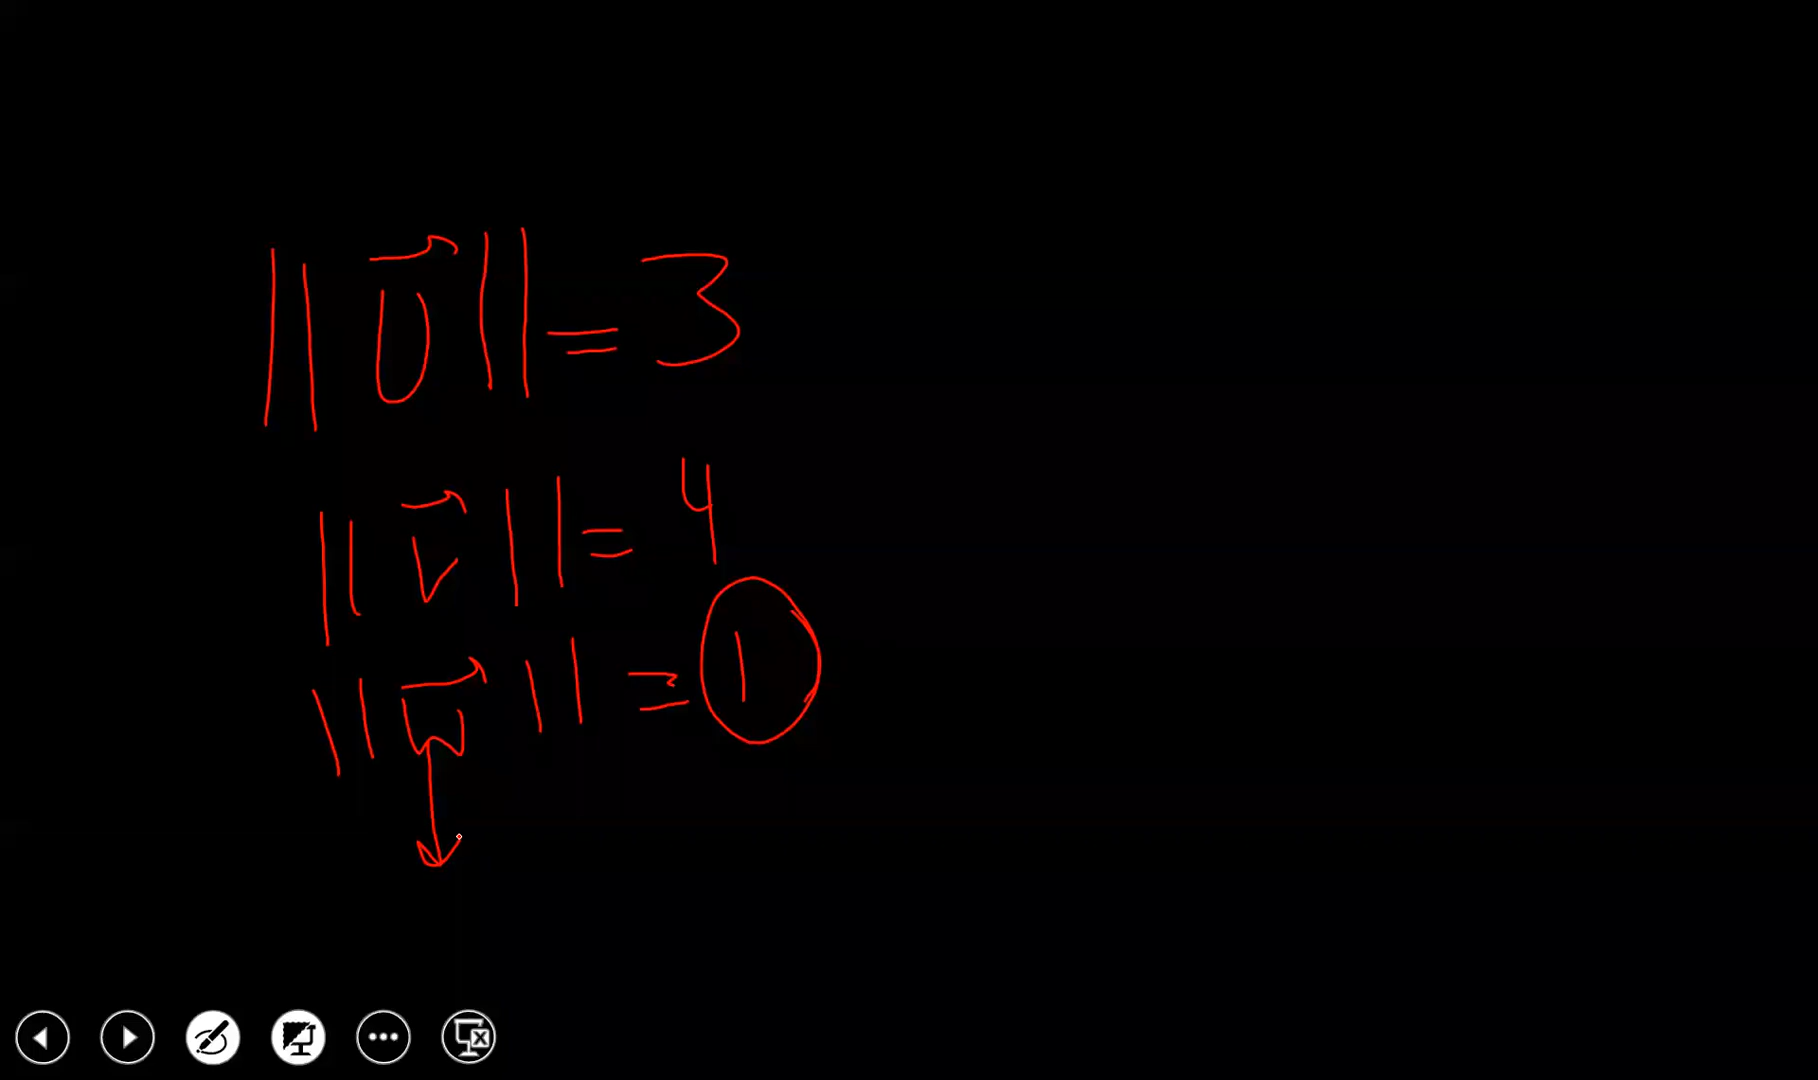 ||u⃗|| = 3
||v⃗|| = 4
||w⃗|| = 1